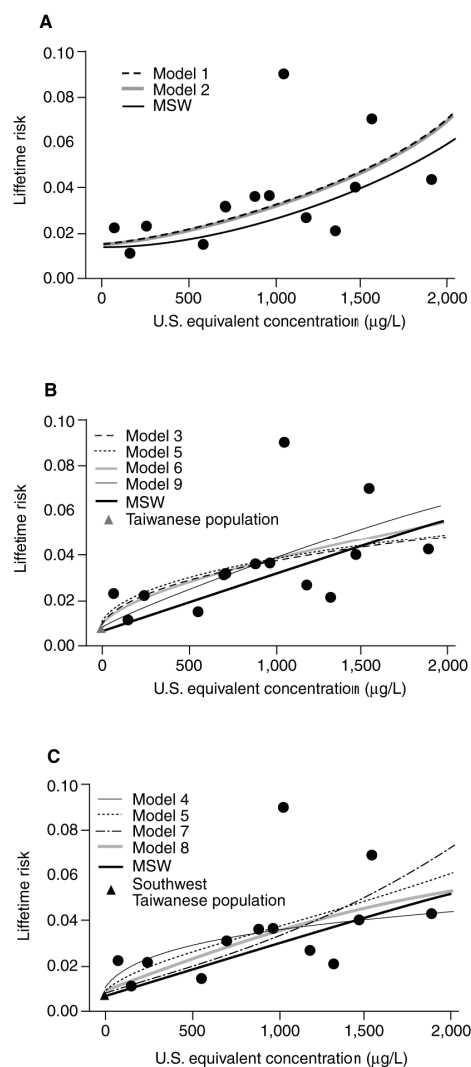 A
0.10
0.08
0.06
0.04
0.02
0.00
Liffetime risk
Model 1
Model 2
MSW
0 500 1,000 1,500 2,000
U.S. equivalent concentration (μg/L)
B
0.10
0.08
0.06
0.04
0.02
0.00
Liffetime risk
Model 3
Model 5
Model 6
Model 9
MSW
Taiwanese population
0 500 1,000 1,500 2,000
U.S. equivalent concentration (μg/L)
C
0.10
0.08
0.06
0.04
0.02
0.00
Liffetime risk
Model 4
Model 5
Model 7
Model 8
MSW
Southwest
Taiwanese population
0 500 1,000 1,500 2,000
U.S. equivalent concentration (μg/L)